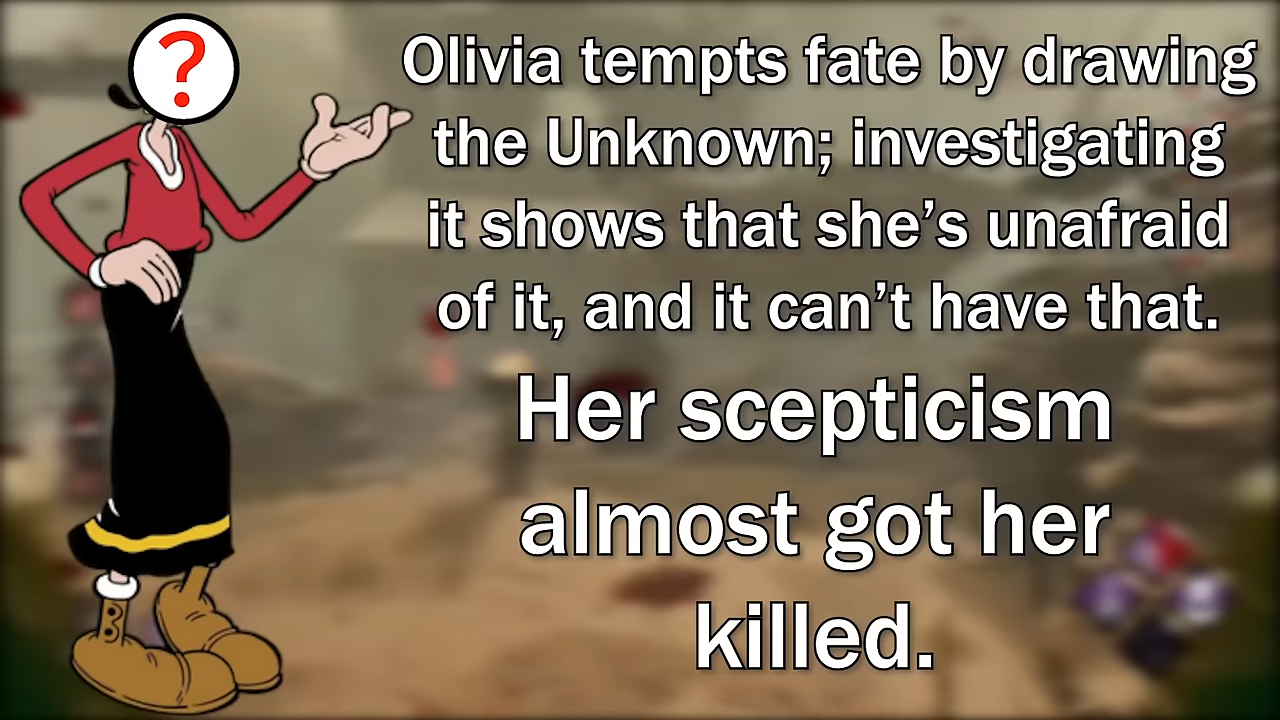 ?
Olivia tempts fate by drawing
the Unknown; investigating
it shows that she’s unafraid
of it, and it can’t have that.
Her scepticism
almost got her
killed.